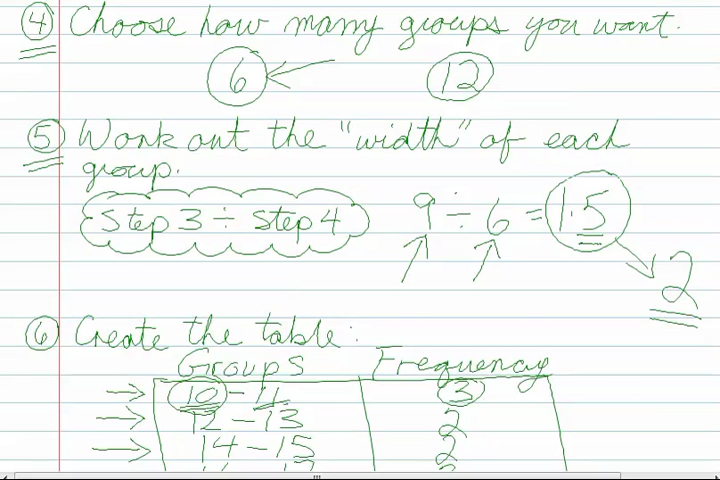 ④ Choose how many groups you want.
6 12
⑤ Work out the "width" of each
group.
Step 3 ÷ Step 4 9 ÷ 6 = 1.5
2
⑥ Create the table:
Groups Frequency
10 - 11 3
12 - 13 2
14 - 15 2